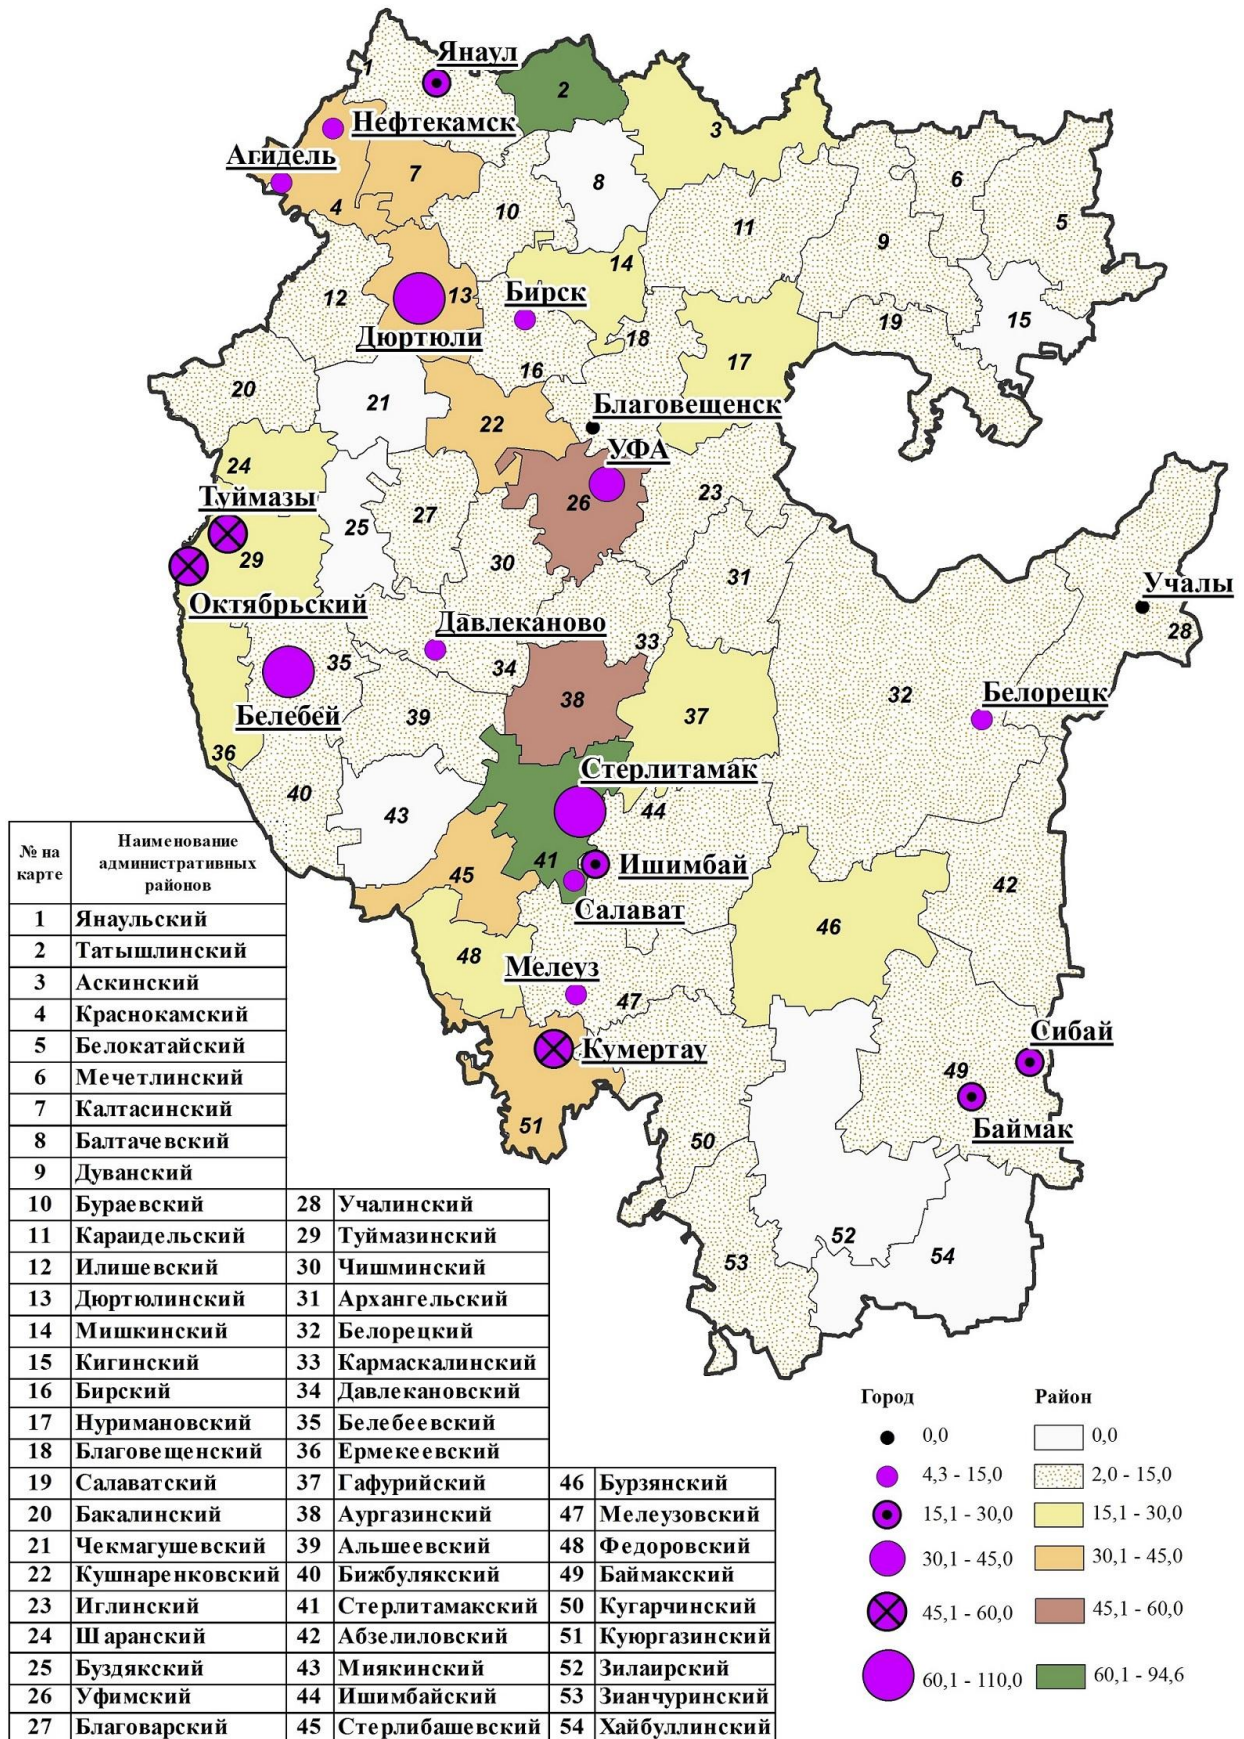 Янаул
1
2
Нефтекамск
3
Агидель
7
8
6
4
10
11
5
9
14
12
13
Бирск
15
19
Дюртюли
18
16
17
20
21
Благовещенск
22
УФА
24
23
Туймазы
26
27
25
29
30
31
Учалы
Октябрьский
Давлеканово
28
33
35
34
32
Белорецк
38
Белебей
39
37
36
Стерлитамак
40
43
44
41
Ишимбай
45
42
Салават
46
48
Мелеуз
47
Сибай
Кумертау
49
51
Баймак
50
52
53
54
№ на карте Наименование административных районов
1 Янаульский
2 Татышлинский
3 Аскинский
4 Краснокамский
5 Белокатайский
6 Мечетлинский
7 Калтасинский
8 Балтачевский
9 Дуванский
10 Бураевский 28 Учалинский
11 Караидельский 29 Туймазинский
12 Илишевский 30 Чишминский
13 Дюртюлинский 31 Архангельский
14 Мишкинский 32 Белорецкий
15 Кигинский 33 Кармаскалинский
16 Бирский 34 Давлекановский
17 Нуримановский 35 Белебеевский
18 Благовещенский 36 Ермекеевский
19 Салаватский 37 Гафурийский 46 Бурзянский
20 Бакалинский 38 Аургазинский 47 Мелеузовский
21 Чекмагушевский 39 Альшеевский 48 Федоровский
22 Кушнаренковский 40 Бижбулякский 49 Баймакский
23 Иглинский 41 Стерлитамакский 50 Кугарчинский
24 Шаранский 42 Абзелиловский 51 Куюргазинский
25 Буздякский 43 Миякинский 52 Зилаирский
26 Уфимский 44 Ишимбайский 53 Зианчуринский
27 Благоварский 45 Стерлибашевский 54 Хайбуллинский
Город Район
0,0 0,0
4,3 - 15,0 2,0 - 15,0
15,1 - 30,0 15,1 - 30,0
30,1 - 45,0 30,1 - 45,0
45,1 - 60,0 45,1 - 60,0
60,1 - 110,0 60,1 - 94,6